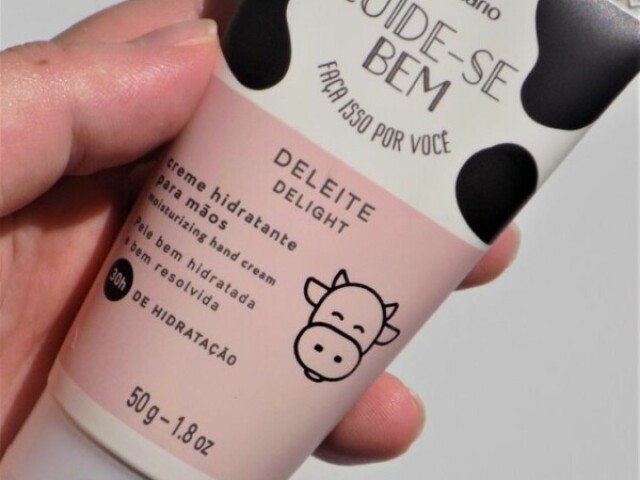 CUIDE-SE
BEM
FAÇA ISSO POR VOCÊ
DELEITE
DELIGHT
creme hidratante
para mãos
moisturizing hand cream
Pele bem hidratada
e bem resolvida
30h
DE HIDRATAÇÃO
50 g – 1.8 oz